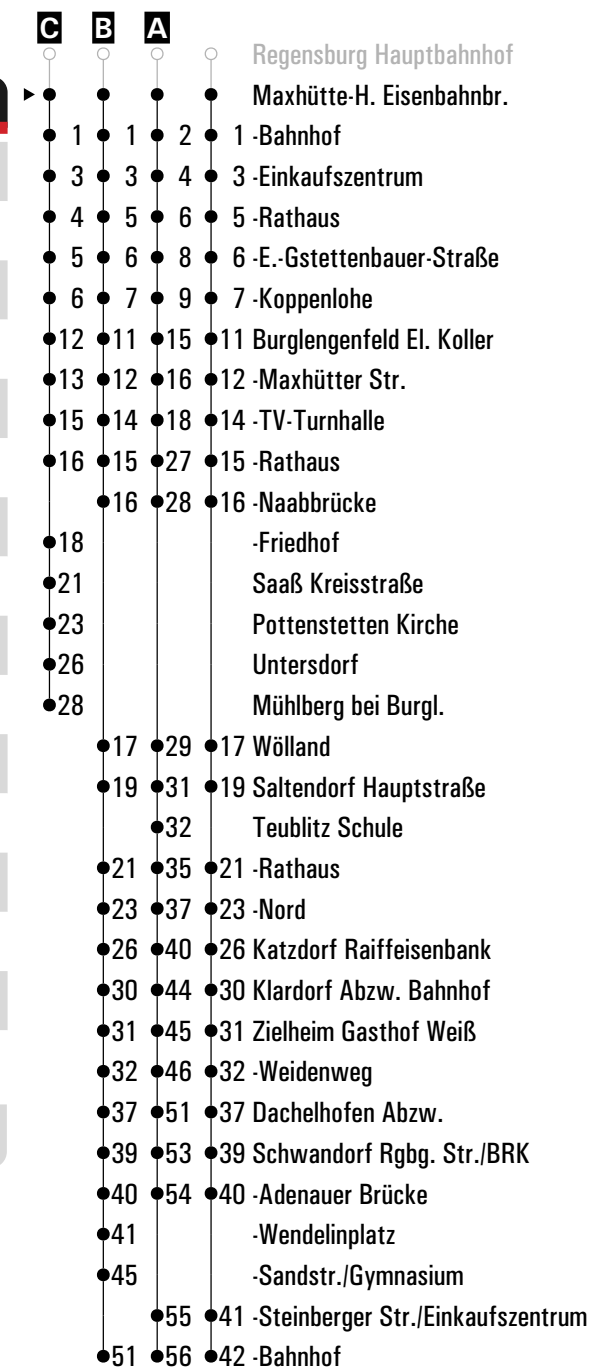 C B A
Regensburg Hauptbahnhof
Maxhütte-H. Eisenbahnbr.
1 1 2 1 -Bahnhof
3 3 4 3 -Einkaufszentrum
4 5 6 5 -Rathaus
5 6 8 6 -E.-Gstettenbauer-Straße
6 7 9 7 -Koppenlohe
12 11 15 11 Burglengenfeld El. Koller
13 12 16 12 -Maxhütter Str.
15 14 18 14 -TV-Turnhalle
16 15 27 15 -Rathaus
16 28 16 -Naabbrücke
18 -Friedhof
21 Saaß Kreisstraße
23 Pottenstetten Kirche
26 Untersdorf
28 Mühlberg bei Burgl.
17 29 17 Wölland
19 31 19 Saltendorf Hauptstraße
32 Teublitz Schule
21 35 21 -Rathaus
23 37 23 -Nord
26 40 26 Katzdorf Raiffeisenbank
30 44 30 Klardorf Abzw. Bahnhof
31 45 31 Zielheim Gasthof Weiß
32 46 32 -Weidenweg
37 51 37 Dachelhofen Abzw.
39 53 39 Schwandorf Rgbg. Str./BRK
40 54 40 -Adenauer Brücke
41 -Wendelinplatz
45 -Sandstr./Gymnasium
55 41 -Steinberger Str./Einkaufszentrum
51 56 42 -Bahnhof